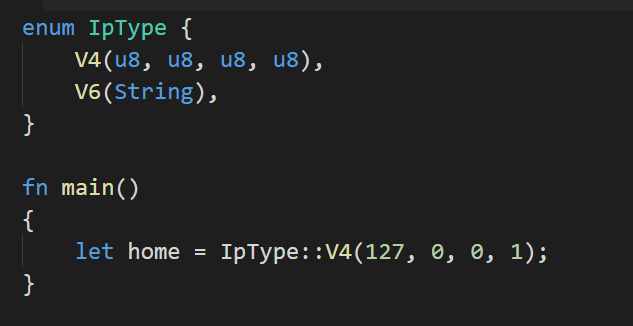 enum IpType {
    V4(u8, u8, u8, u8),
    V6(String),
}
fn main()
{
    let home = IpType::V4(127, 0, 0, 1);
}